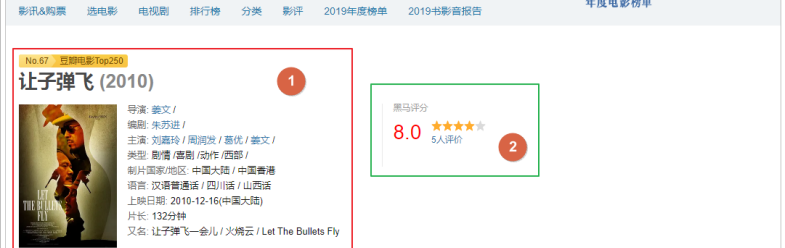 年度电影榜单
影讯&购票 选电影 电视剧 排行榜 分类 影评 2019年度榜单 2019书影音报告
No.67 豆瓣电影Top250
让子弹飞 (2010)
1
导演: 姜文 /
编剧: 朱苏进 /
主演: 刘嘉玲 / 周润发 / 葛优 / 姜文 /
类型: 剧情 /喜剧 /动作 /西部 /
制片国家/地区: 中国大陆 / 中国香港
语言: 汉语普通话 / 四川话 / 山西话
上映日期: 2010-12-16(中国大陆)
片长: 132分钟
又名: 让子弹飞一会儿 / 火烧云 / Let The Bullets Fly
LET
THE BULLETS
FLY
黑马评分
8.0
5人评价
2